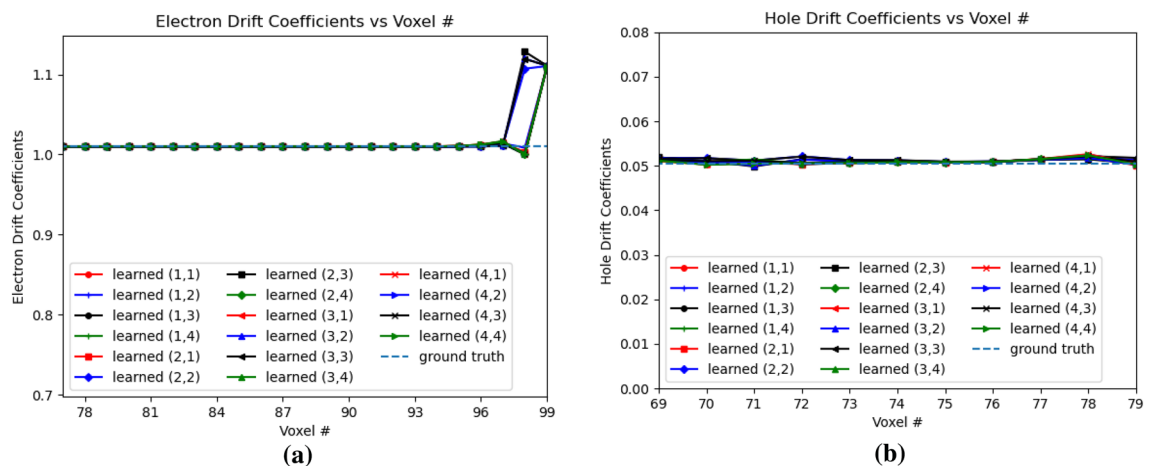 Electron Drift Coefficients vs Voxel #
Electron Drift Coefficients
1.1
1.0
0.9
0.8
0.7
learned (1,1)
learned (1,2)
learned (1,3)
learned (1,4)
learned (2,1)
learned (2,2)
learned (2,3)
learned (2,4)
learned (3,1)
learned (3,2)
learned (3,3)
learned (3,4)
learned (4,1)
learned (4,2)
learned (4,3)
learned (4,4)
ground truth
78 81 84 87 90 93 96 99
Voxel #
(a)
Hole Drift Coefficients vs Voxel #
Hole Drift Coefficients
0.08
0.07
0.06
0.05
0.04
0.03
0.02
0.01
0.00
learned (1,1)
learned (1,2)
learned (1,3)
learned (1,4)
learned (2,1)
learned (2,2)
learned (2,3)
learned (2,4)
learned (3,1)
learned (3,2)
learned (3,3)
learned (3,4)
learned (4,1)
learned (4,2)
learned (4,3)
learned (4,4)
ground truth
69 70 71 72 73 74 75 76 77 78 79
Voxel #
(b)